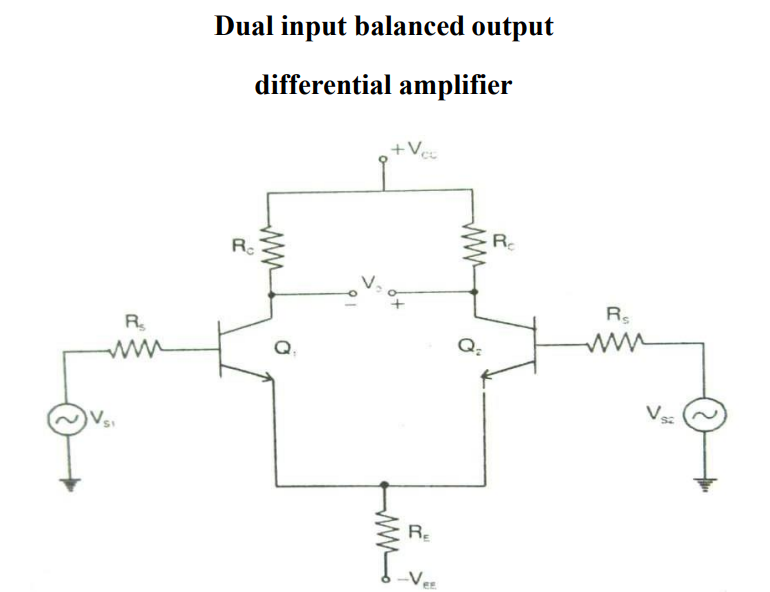 Dual input balanced output
differential amplifier
+Vcc
Rc
Rc
Vo
− +
Rs
Rs
Q1
Q2
Vs1
Vs2
RE
−VEE